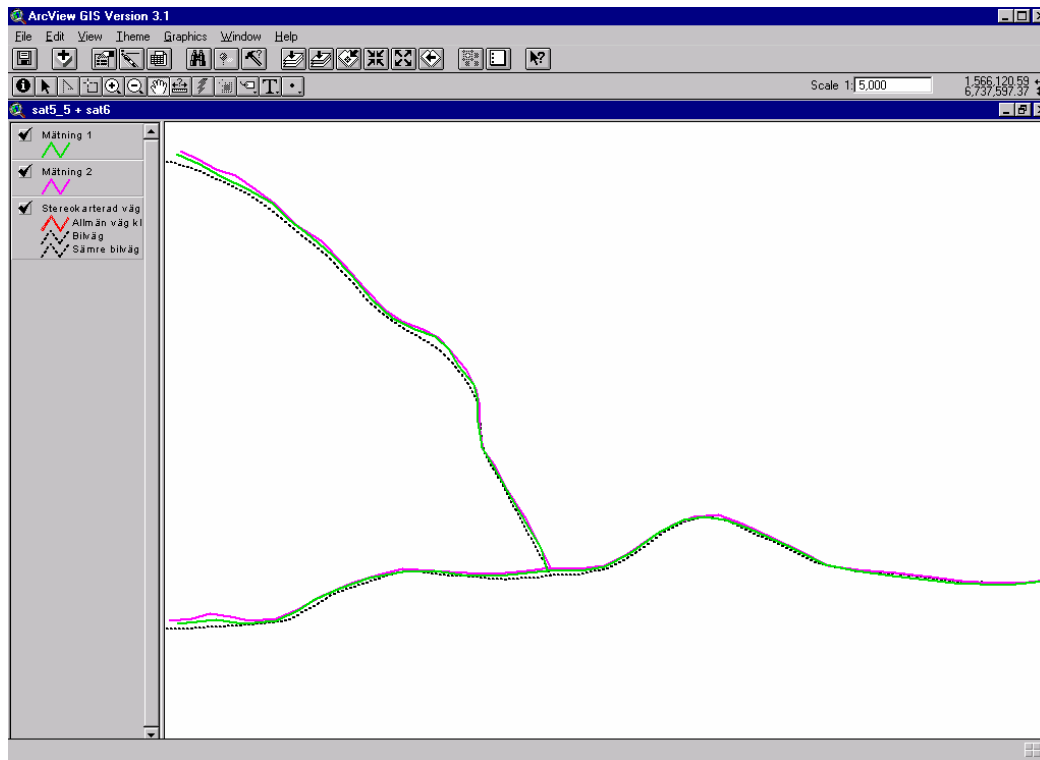 ArcView GIS Version 3.1
File Edit View Theme Graphics Window Help
Scale 1: 5,000
1,566,120.59
6,737,597.37
sat5_5 + sat6
Mätning 1
Mätning 2
Stereokarterad väg
Allmän väg kl
Bilväg
Sämre bilväg